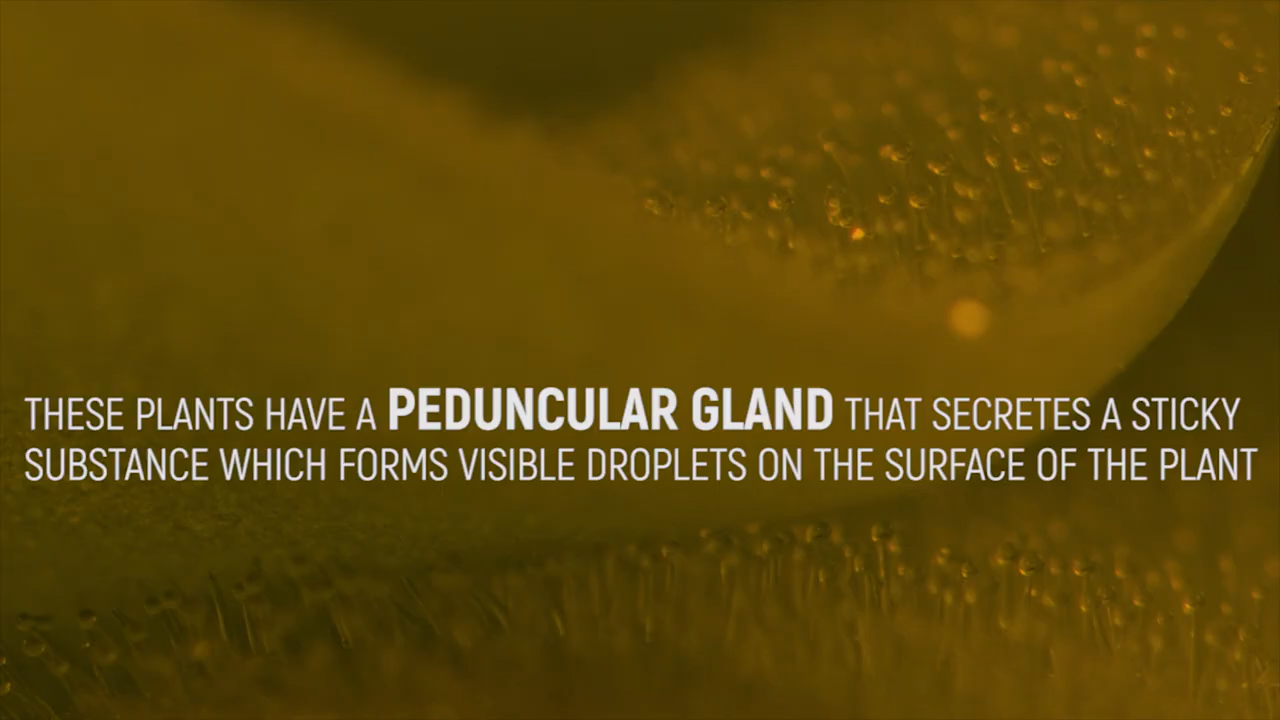 THESE PLANTS HAVE A PEDUNCULAR GLAND THAT SECRETES A STICKY
SUBSTANCE WHICH FORMS VISIBLE DROPLETS ON THE SURFACE OF THE PLANT